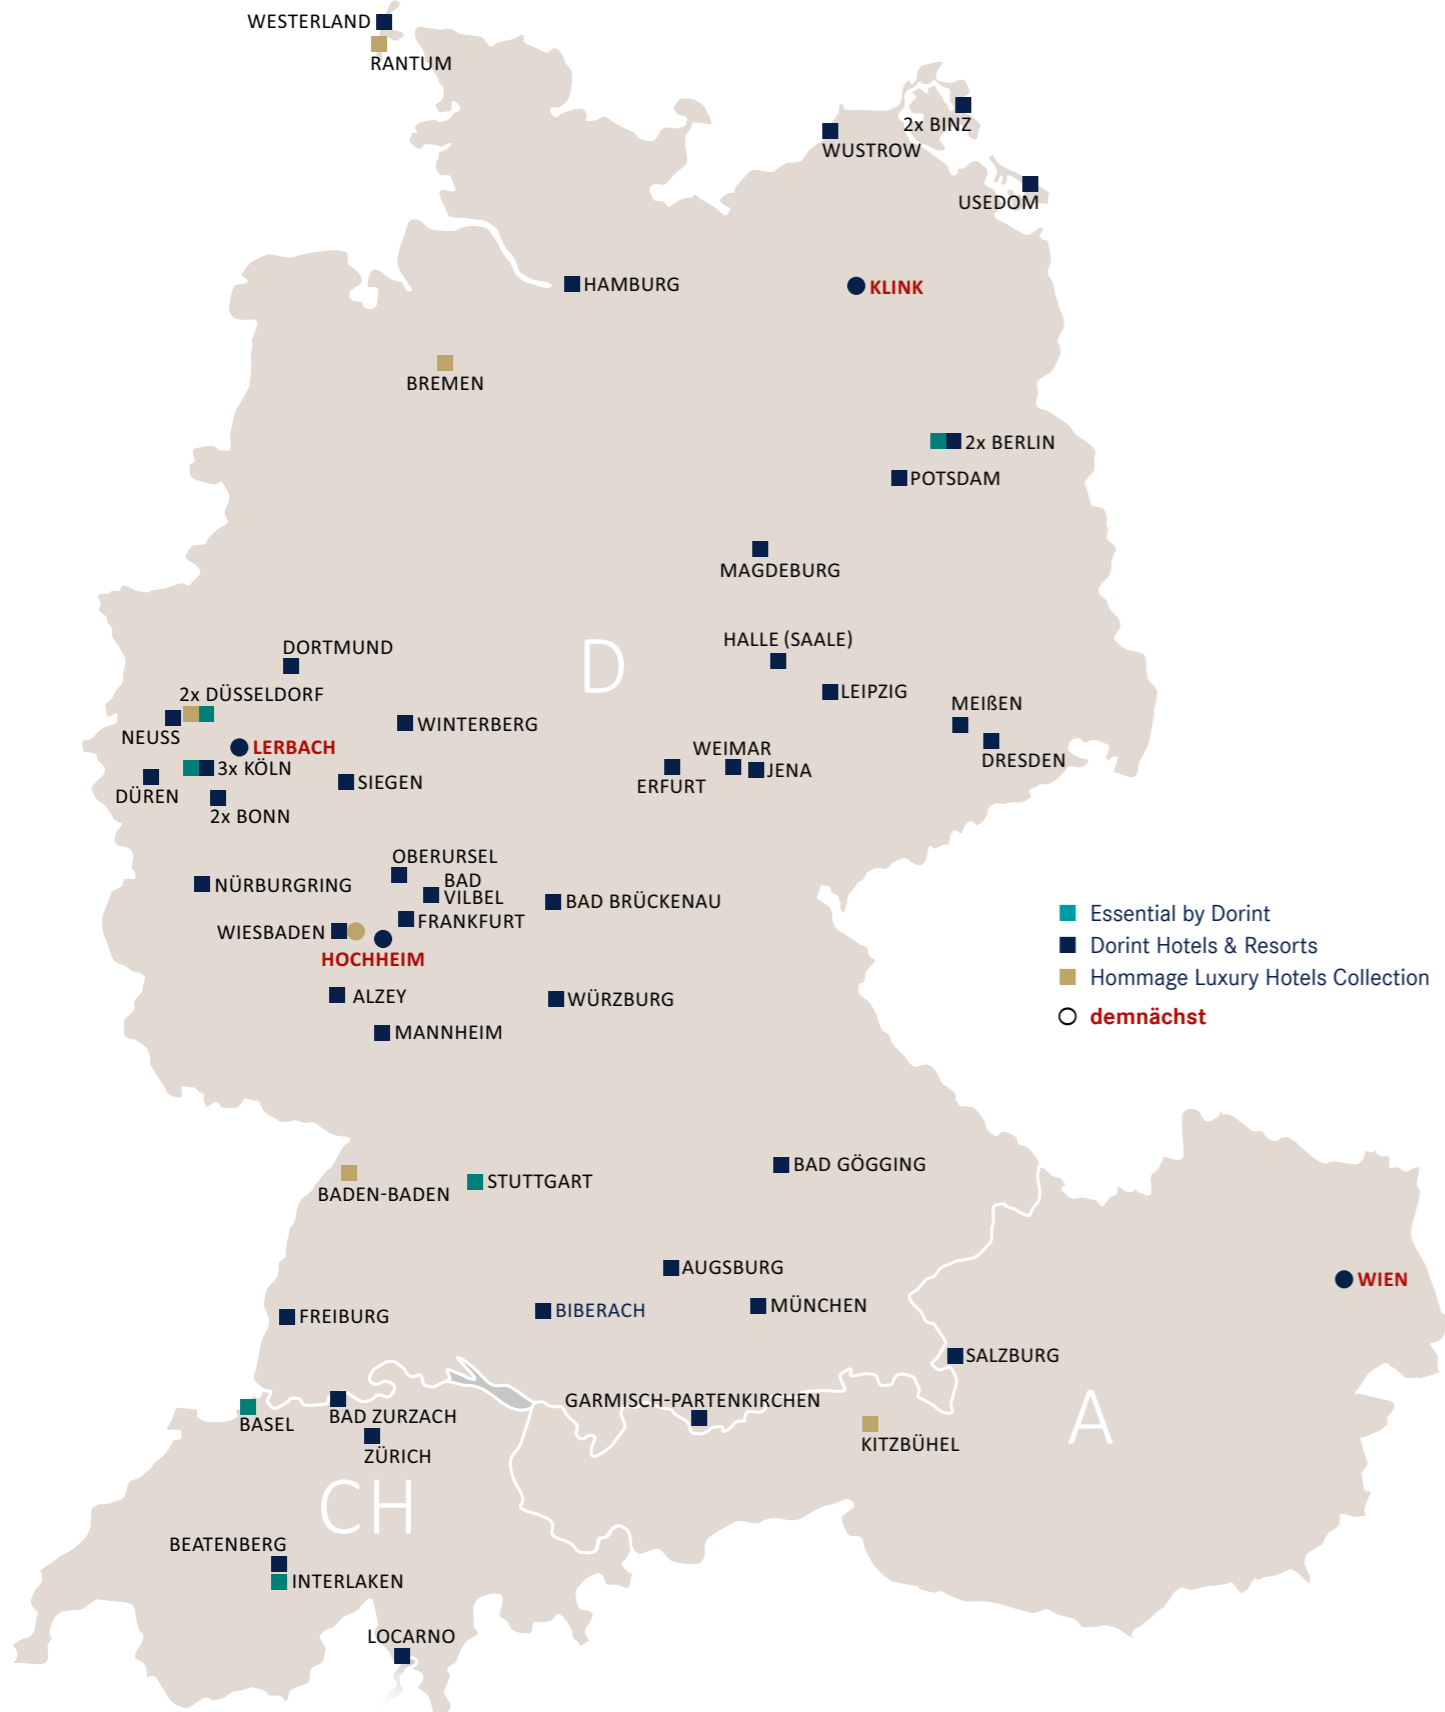 WESTERLAND
RANTUM
2x BINZ
WUSTROW
USEDOM
HAMBURG
KLINK
BREMEN
2x BERLIN
POTSDAM
MAGDEBURG
DORTMUND
HALLE (SAALE)
D
2x DÜSSELDORF
LEIPZIG
MEIßEN
WINTERBERG
NEUSS
LERBACH
WEIMAR
DRESDEN
3x KÖLN
JENA
SIEGEN
ERFURT
DÜREN
2x BONN
OBERURSEL
NÜRBURGRING
BAD
VILBEL
BAD BRÜCKENAU
FRANKFURT
WIESBADEN
HOCHHEIM
ALZEY
WÜRZBURG
MANNHEIM
Essential by Dorint
Dorint Hotels & Resorts
Hommage Luxury Hotels Collection
demnächst
BAD GÖGGING
STUTTGART
BADEN-BADEN
AUGSBURG
WIEN
MÜNCHEN
BIBERACH
FREIBURG
SALZBURG
GARMISCH-PARTENKIRCHEN
BAD ZURZACH
BASEL
A
KITZBÜHEL
ZÜRICH
CH
BEATENBERG
INTERLAKEN
LOCARNO